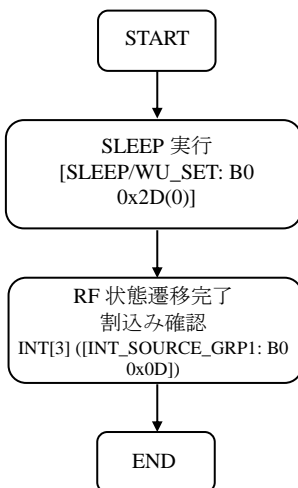 START
SLEEP 実行
[SLEEP/WU_SET: B0
0x2D(0)]
RF 状態遷移完了
割込み確認
INT[3] ([INT_SOURCE_GRP1: B0
0x0D])
END